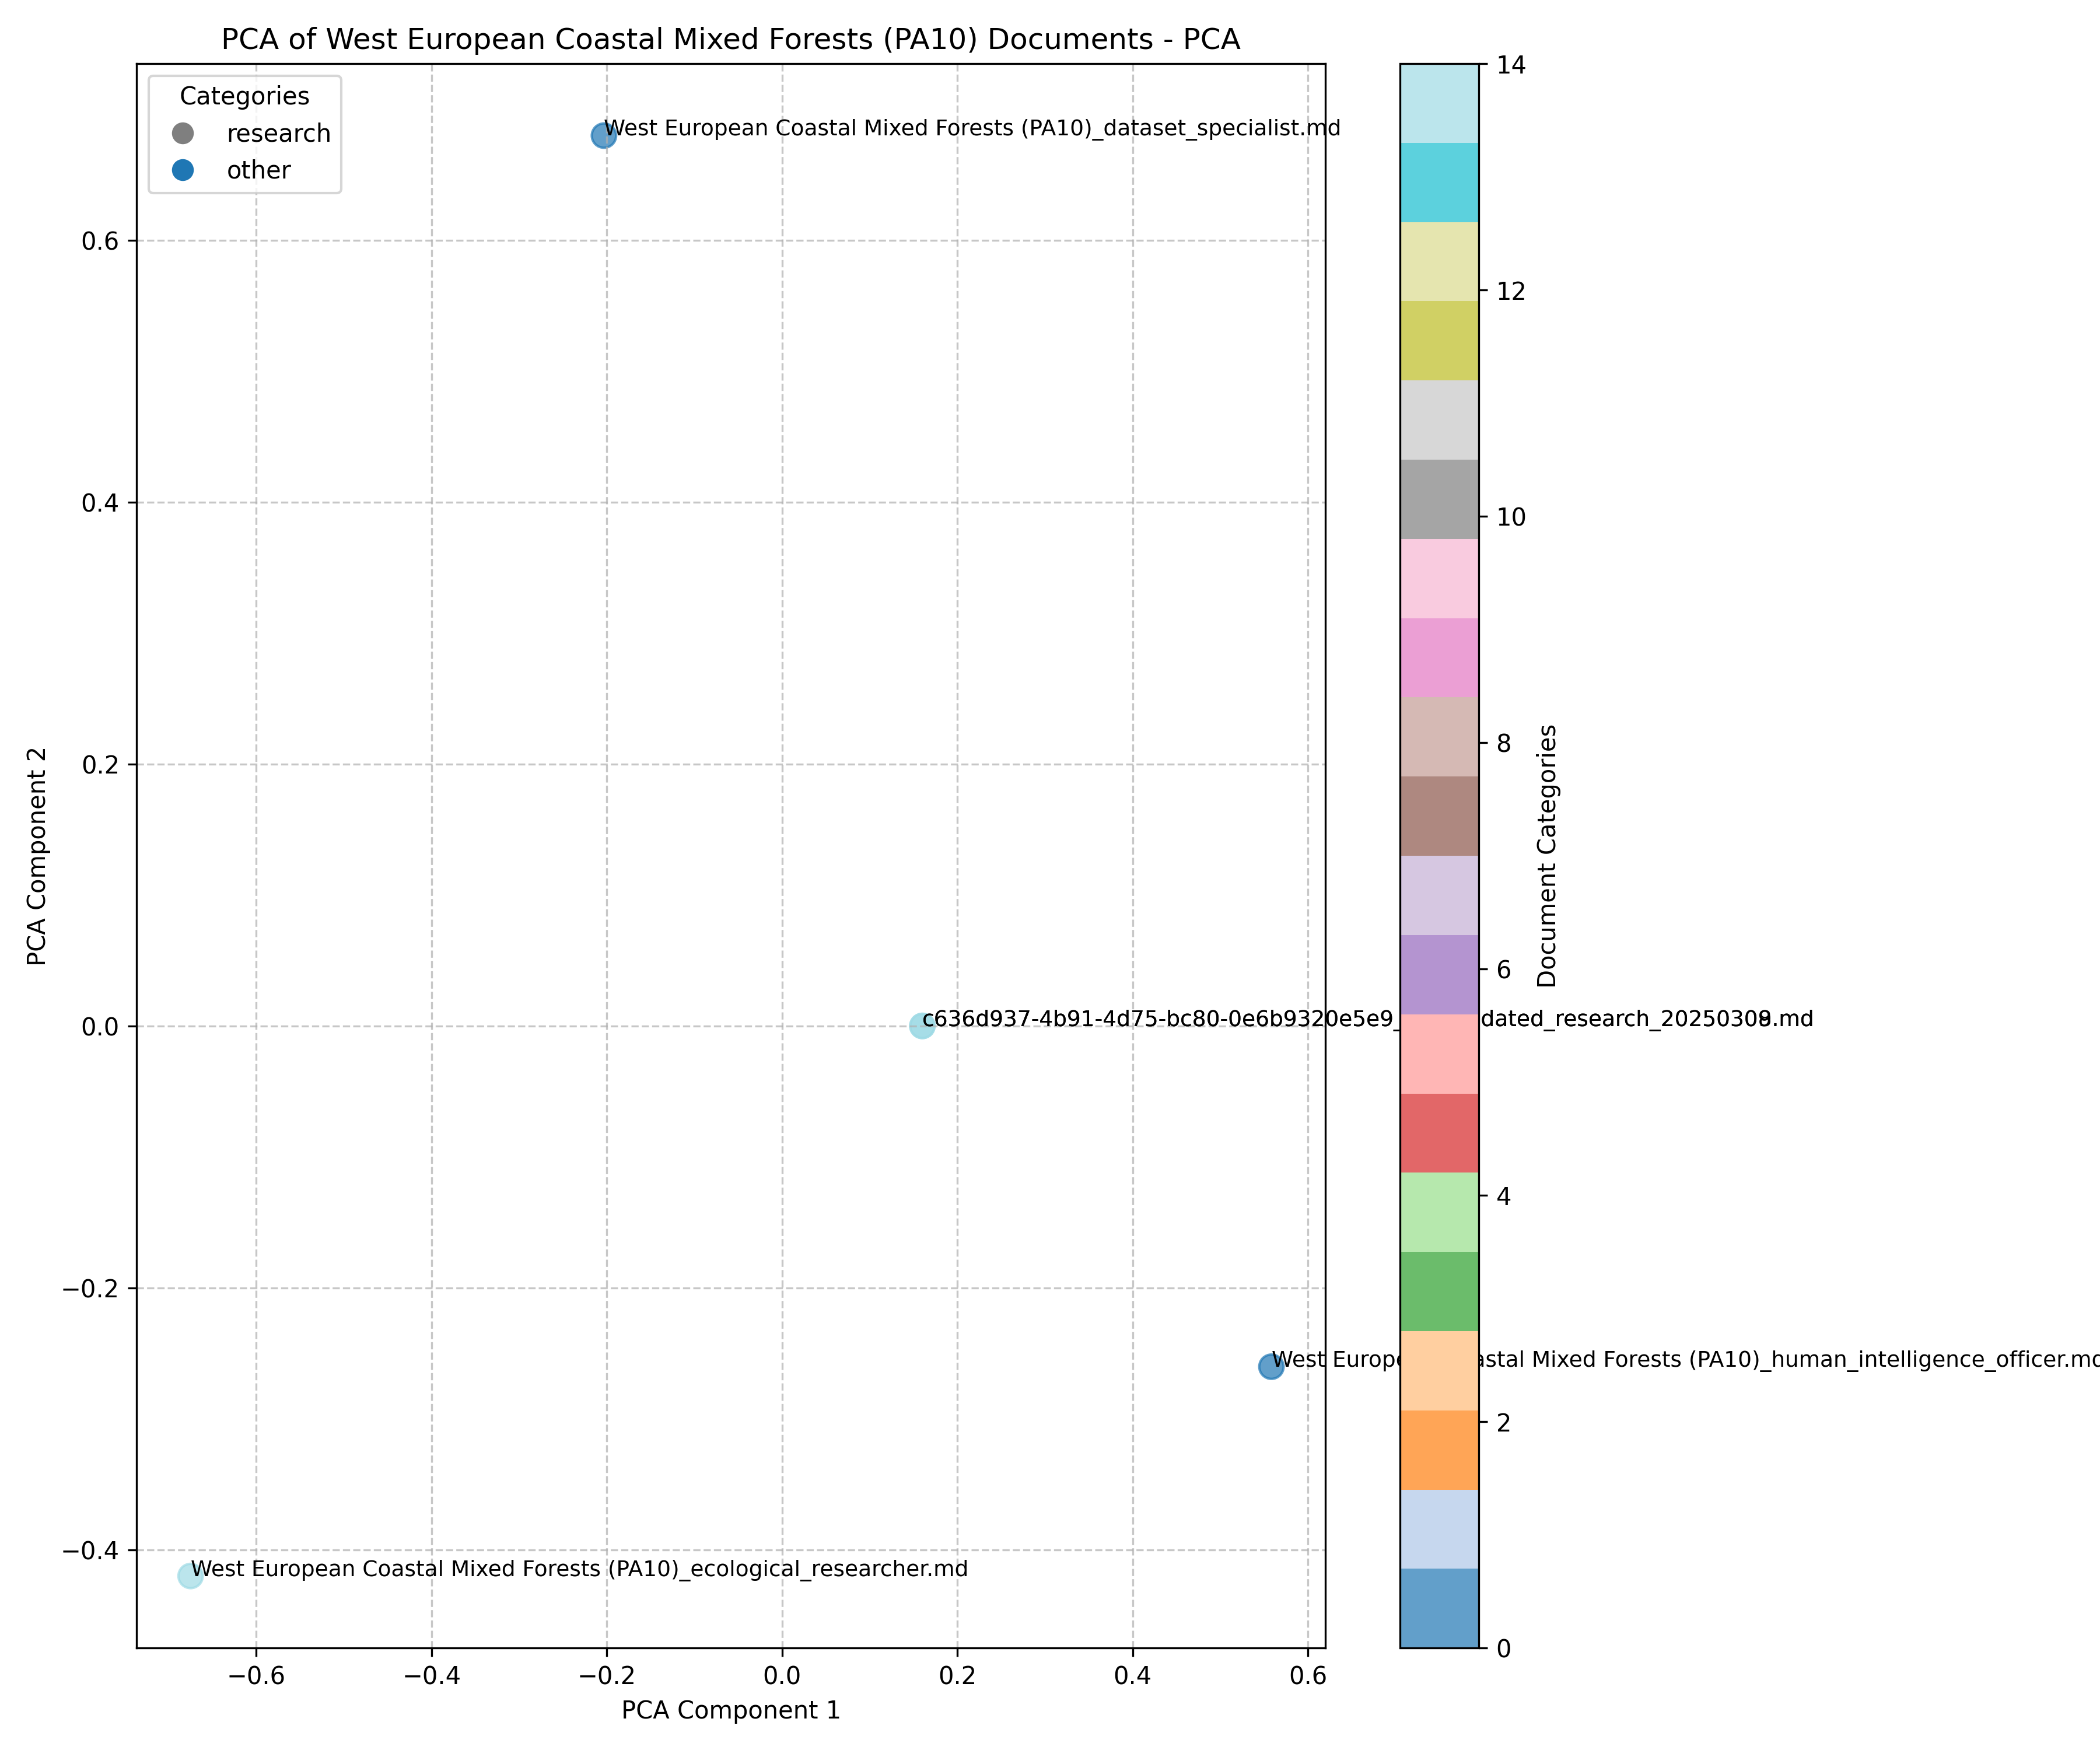 PCA of West European Coastal Mixed Forests (PA10) Documents - PCA
Categories
research
other
West European Coastal Mixed Forests (PA10)_dataset_specialist.md
c636d937-4b91-4d75-bc80-0e6b9320e5e9_ dated_research_2025030 .md
West Europe astal Mixed Forests (PA10)_human_intelligence_officer.md
West European Coastal Mixed Forests (PA10)_ecological_researcher.md
0.6
0.4
0.2
0.0
−0.2
−0.4
PCA Component 2
−0.6
−0.4
−0.2
0.0
0.2
0.4
0.6
PCA Component 1
14
12
10
8
6
4
2
0
Document Categories